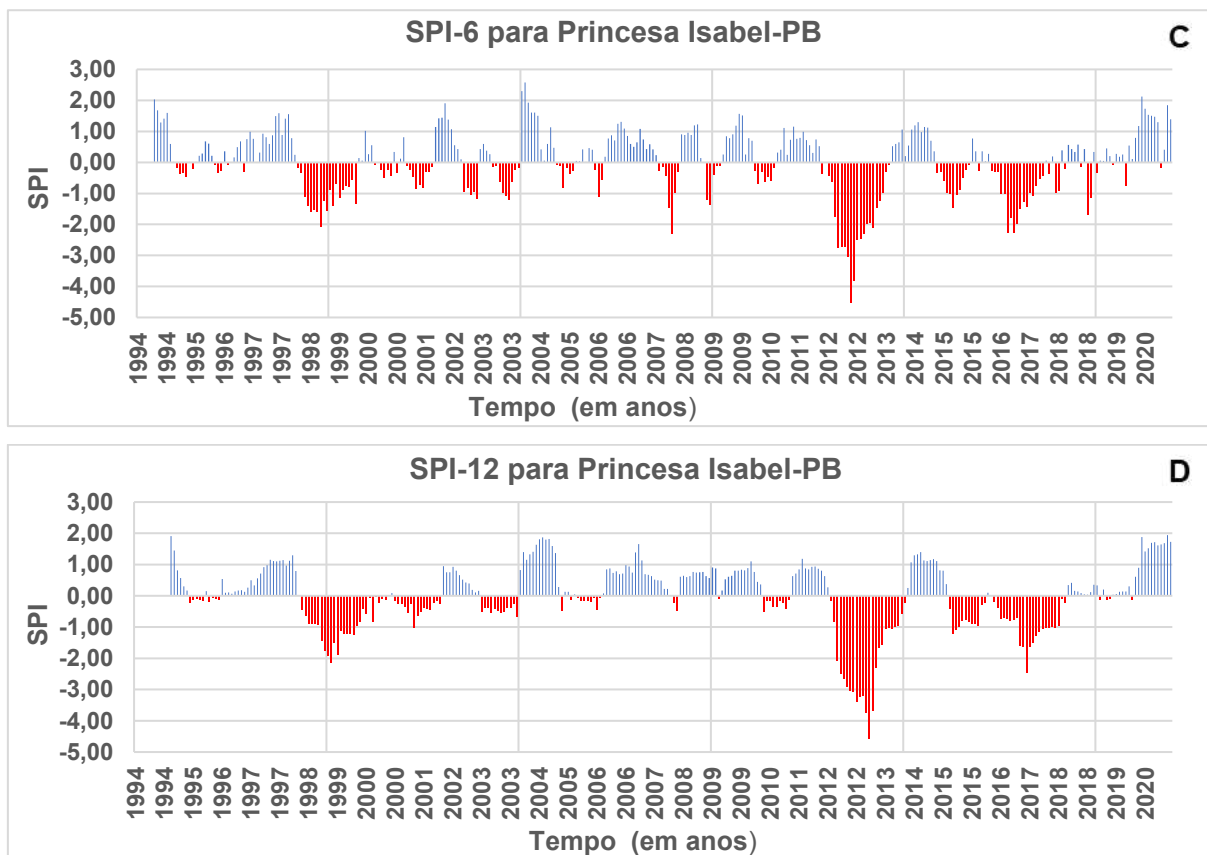 SPI-6 para Princesa Isabel-PB
C
3,00
2,00
1,00
0,00
-1,00
-2,00
-3,00
-4,00
-5,00
SPI
1994 1994 1995 1996 1997 1997 1998 1999 2000 2000 2001 2002 2003 2003 2004 2005 2006 2006 2007 2008 2009 2009 2010 2011 2012 2012 2013 2014 2015 2015 2016 2017 2018 2018 2019 2020
Tempo (em anos)
SPI-12 para Princesa Isabel-PB
D
3,00
2,00
1,00
0,00
-1,00
-2,00
-3,00
-4,00
-5,00
SPI
1994 1994 1995 1996 1997 1997 1998 1999 2000 2000 2001 2002 2003 2003 2004 2005 2006 2006 2007 2008 2009 2009 2010 2011 2012 2012 2013 2014 2015 2015 2016 2017 2018 2018 2019 2020
Tempo (em anos)